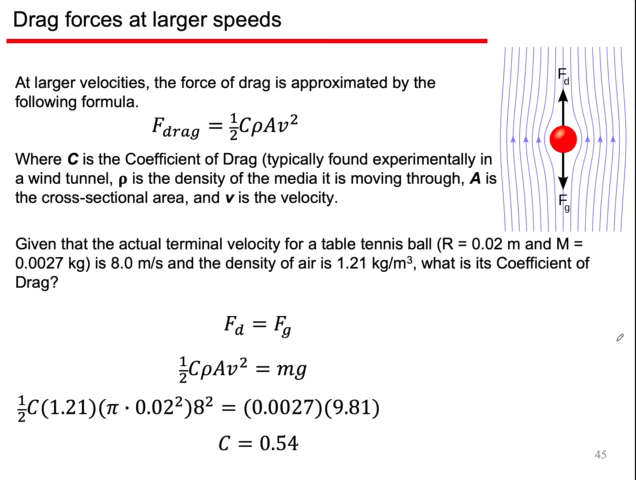 Drag forces at larger speeds
At larger velocities, the force of drag is approximated by the
following formula.
F_drag = ½CρAv²
Where C is the Coefficient of Drag (typically found experimentally in
a wind tunnel, ρ is the density of the media it is moving through, A is
the cross-sectional area, and v is the velocity.
F_d
F_g
Given that the actual terminal velocity for a table tennis ball (R = 0.02 m and M =
0.0027 kg) is 8.0 m/s and the density of air is 1.21 kg/m³, what is its Coefficient of
Drag?
F_d = F_g
½CρAv² = mg
½C(1.21)(π · 0.02²)8² = (0.0027)(9.81)
C = 0.54
45